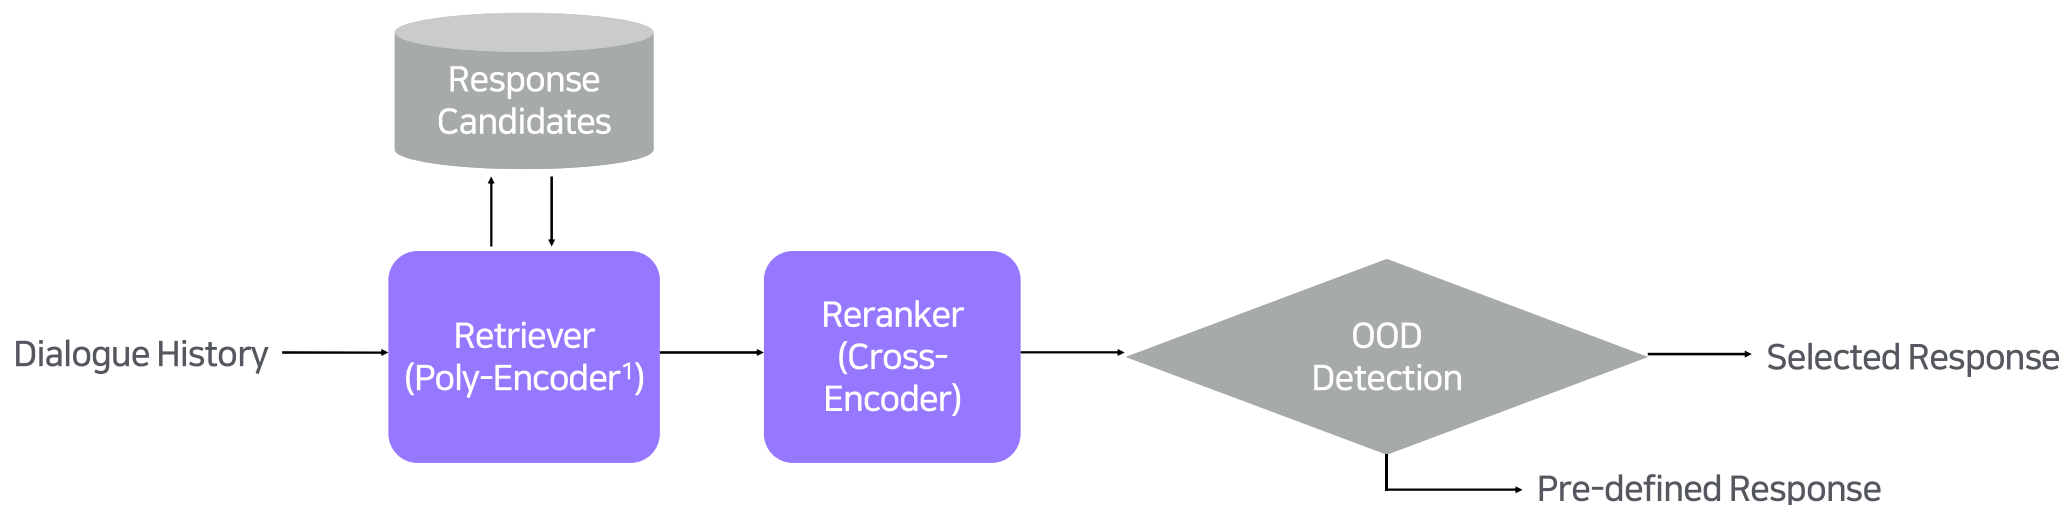 Response
Candidates
Dialogue History
Retriever
(Poly-Encoder¹)
Reranker
(Cross-
Encoder)
OOD
Detection
Selected Response
Pre-defined Response